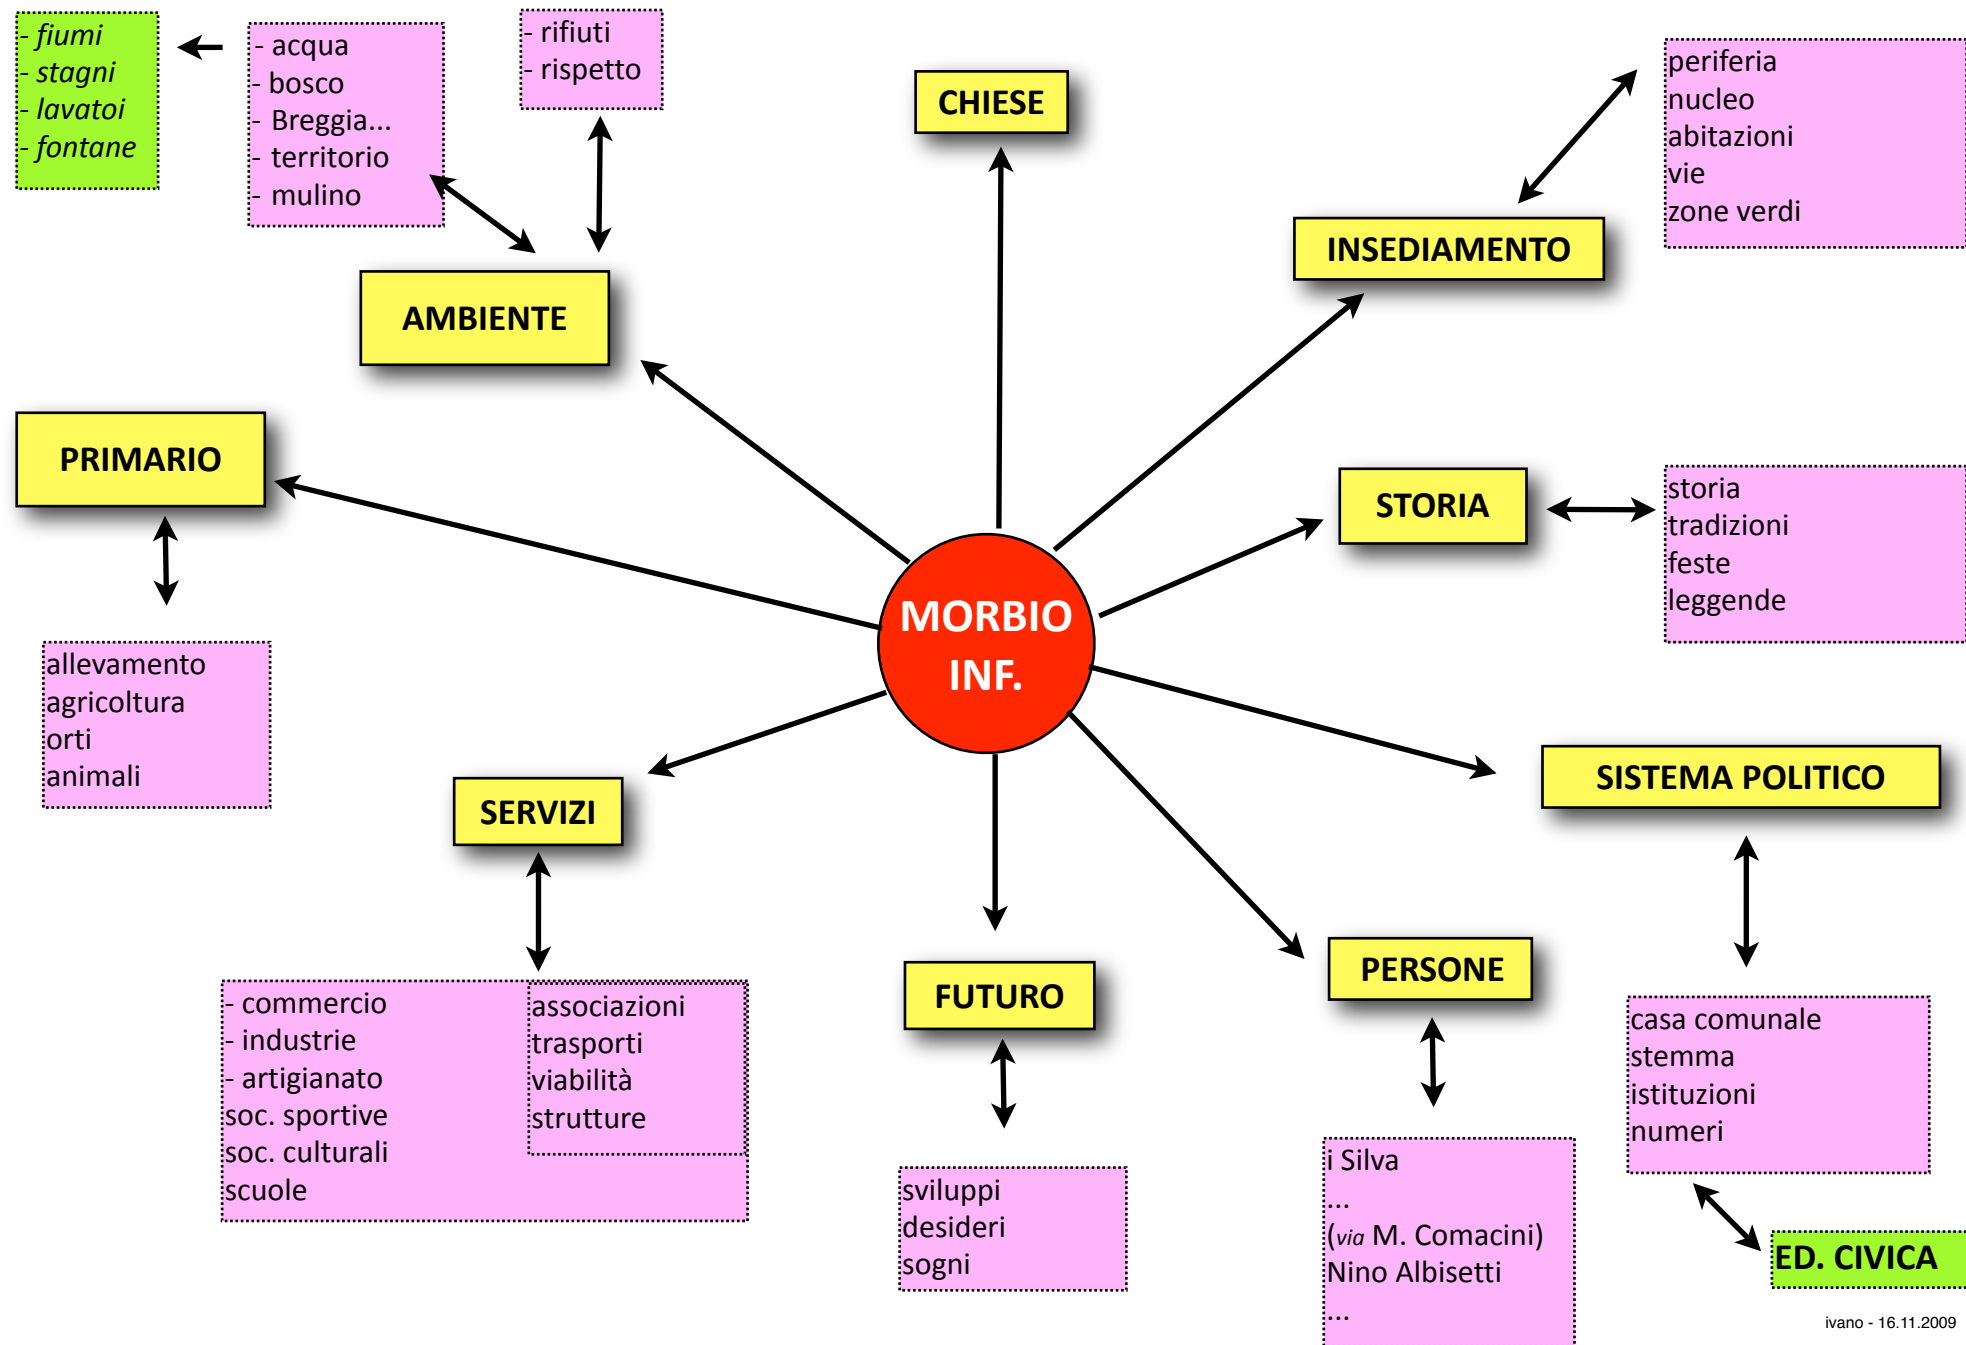 - fiumi
- stagni
- lavatoi
- fontane
- acqua
- bosco
- Breggia...
- territorio
- mulino
- rifiuti
- rispetto
CHIESE
periferia
nucleo
abitazioni
vie
zone verdi
INSEDIAMENTO
AMBIENTE
PRIMARIO
STORIA
storia
tradizioni
feste
leggende
MORBIO
INF.
allevamento
agricoltura
orti
animali
SERVIZI
SISTEMA POLITICO
- commercio
- industrie
- artigianato
soc. sportive
soc. culturali
scuole
associazioni
trasporti
viabilità
strutture
FUTURO
PERSONE
casa comunale
stemma
istituzioni
numeri
sviluppi
desideri
sogni
i Silva
...
(via M. Comacini)
Nino Albisetti
...
ED. CIVICA
ivano - 16.11.2009